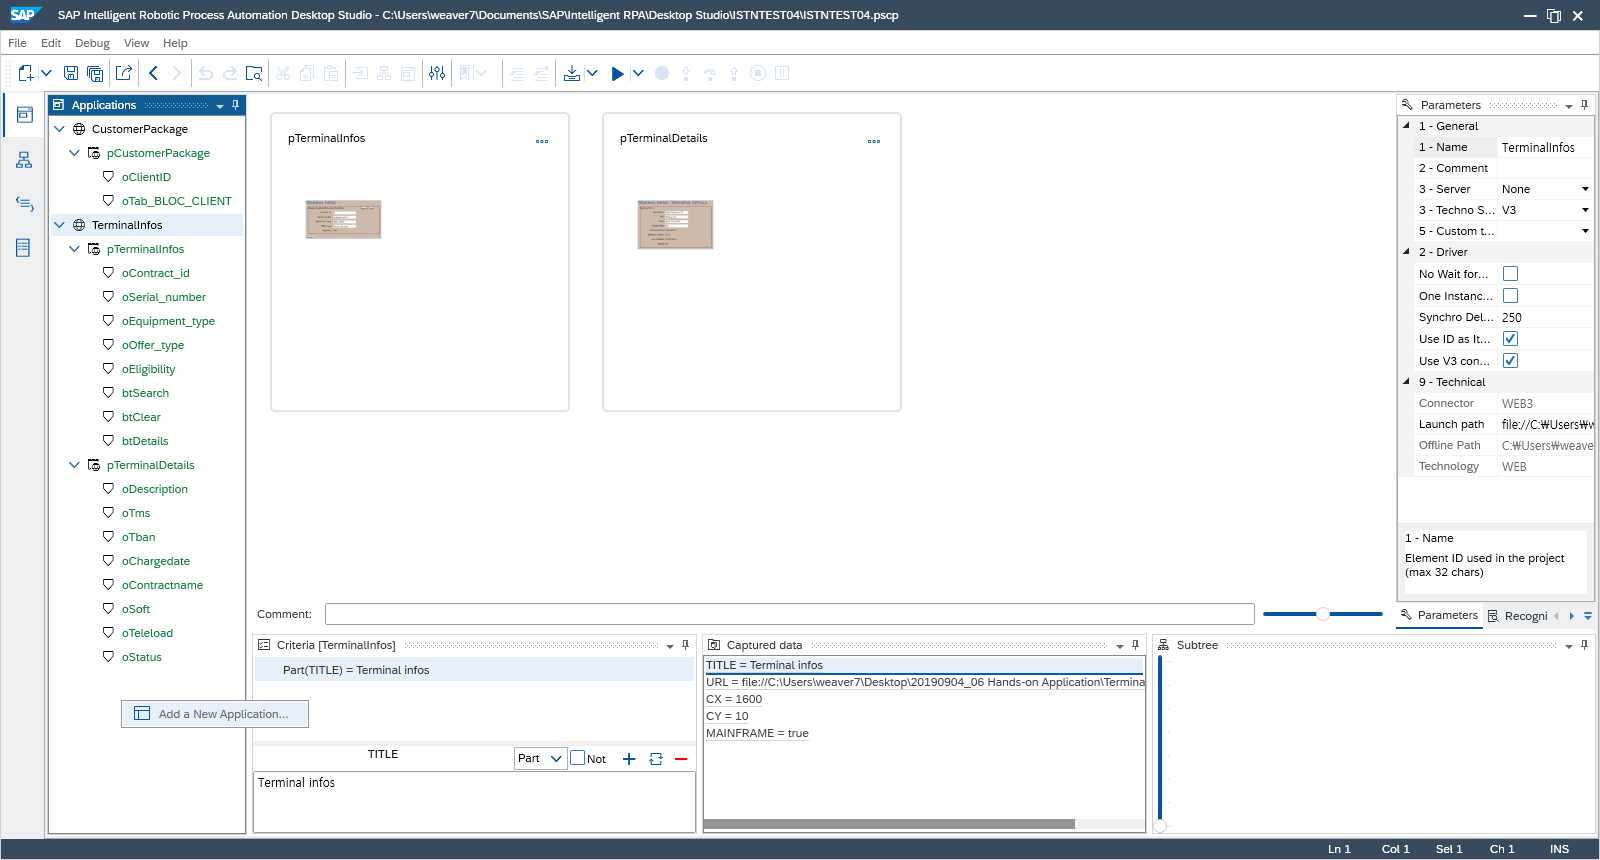 SAP SAP Intelligent Robotic Process Automation Desktop Studio - C:\Users\weaver7\Documents\SAP\Intelligent RPA\Desktop Studio\ISTNTEST04\ISTNTEST04.pscp
File Edit Debug View Help
Applications
CustomerPackage
pCustomerPackage
oClientID
oTab_BLOC_CLIENT
TerminalInfos
pTerminalInfos
oContract_id
oSerial_number
oEquipment_type
oOffer_type
oEligibility
btSearch
btClear
btDetails
pTerminalDetails
oDescription
oTms
oTban
oChargedate
oContractname
oSoft
oTeleload
oStatus
Add a New Application...
pTerminalInfos
pTerminalDetails
Comment:
Criteria [TerminalInfos]
Part(TITLE) = Terminal infos
TITLE
Part
Not
Terminal infos
Captured data
TITLE = Terminal infos
URL = file://C:\Users\weaver7\Desktop\20190904_06 Hands-on Application\Termina
CX = 1600
CY = 10
MAINFRAME = true
Subtree
Parameters
1 - General
1 - Name TerminalInfos
2 - Comment
3 - Server None
3 - Techno S... V3
5 - Custom t...
2 - Driver
No Wait for...
One Instanc...
Synchro Del... 250
Use ID as It...
Use V3 con...
9 - Technical
Connector WEB3
Launch path file://C:₩Users₩w
Offline Path C:₩Users₩weave
Technology WEB
1 - Name
Element ID used in the project
(max 32 chars)
Parameters Recogni
Ln 1 Col 1 Sel 1 Ch 1 INS